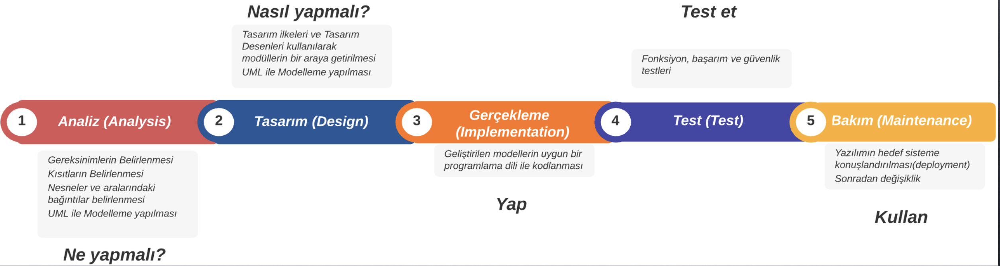 Nasıl yapmalı?
Tasarım ilkeleri ve Tasarım
Desenleri kullanılarak
modüllerin bir araya getirilmesi
UML ile Modelleme yapılması
Test et
Fonksiyon, başarım ve güvenlik
testleri
1
Analiz (Analysis)
2
Tasarım (Design)
3
Gerçekleme
(Implementation)
4
Test (Test)
5
Bakım (Maintenance)
Gereksinimlerin Belirlenmesi
Kısıtların Belirlenmesi
Nesneler ve aralarındaki
bağıntılar belirlenmesi
UML ile Modelleme yapılması
Ne yapmalı?
Geliştirilen modellerin uygun bir
programlama dili ile kodlanması
Yap
Yazılımın hedef sisteme
konuşlandırılması(deployment)
Sonradan değişiklik
Kullan